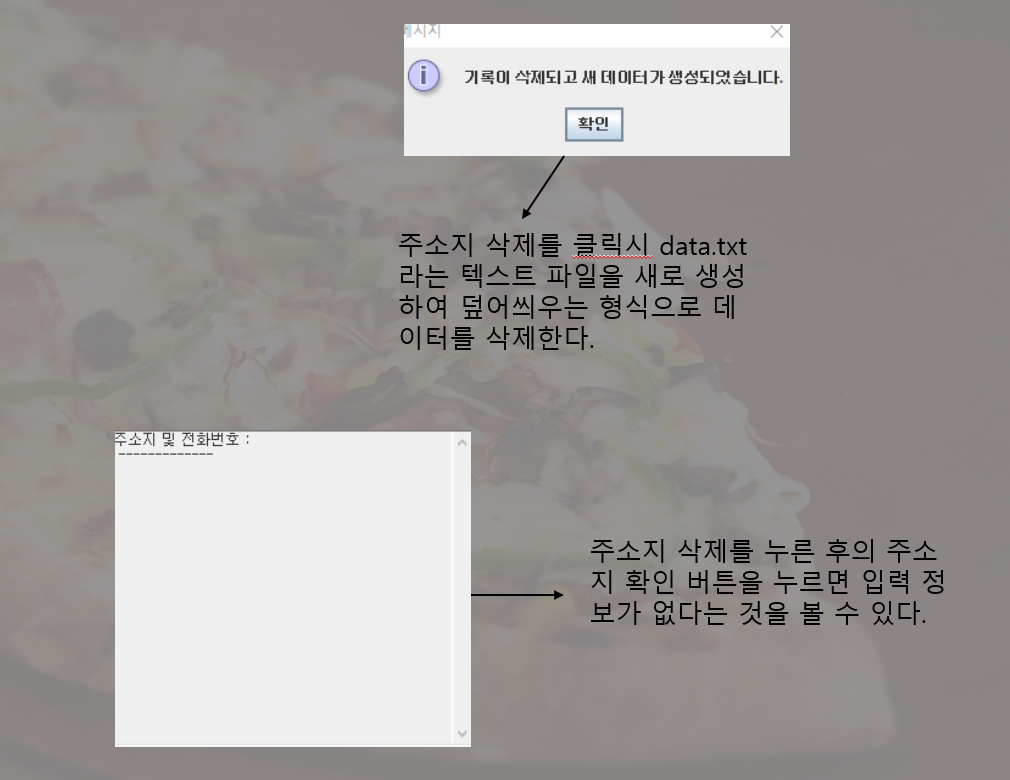 메시지
기록이 삭제되고 새 데이터가 생성되었습니다.
확인
주소지 삭제를 클릭시 data.txt
라는 텍스트 파일을 새로 생성
하여 덮어씌우는 형식으로 데
이터를 삭제한다.
주소지 및 전화번호 :
-------------
주소지 삭제를 누른 후의 주소
지 확인 버튼을 누르면 입력 정
보가 없다는 것을 볼 수 있다.